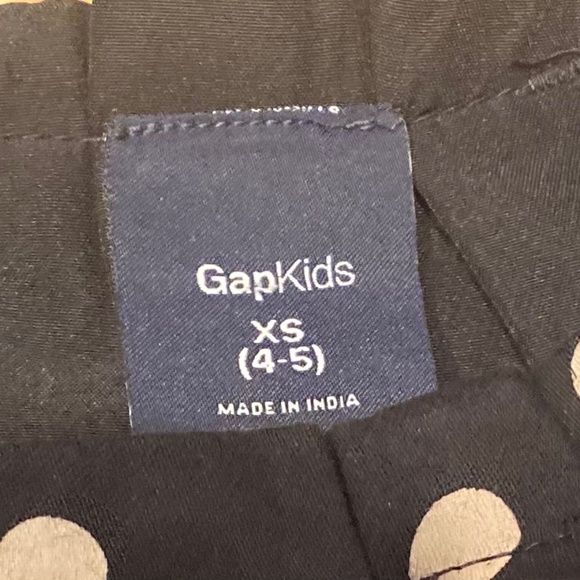 GapKids
XS
(4-5)
MADE IN INDIA